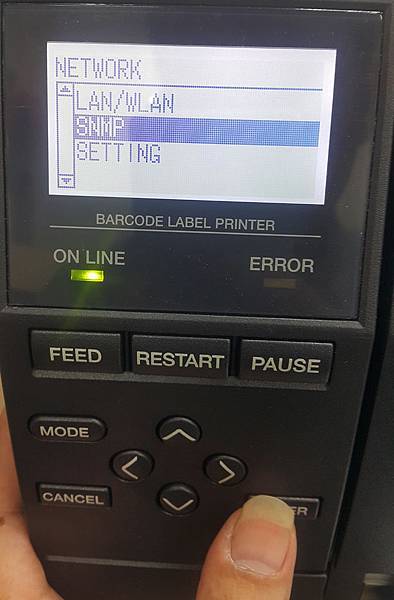 NETWORK
LAN/WLAN
SNMP
SETTING
BARCODE LABEL PRINTER
ON LINE
ERROR
FEED
RESTART
PAUSE
MODE
CANCEL